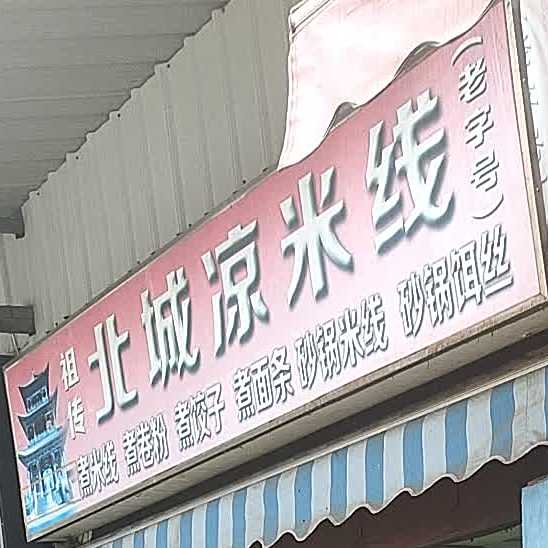 祖传
北城凉米线
(老字号)
煮米线 煮卷粉 煮饺子 煮面条 砂锅米线 砂锅饵丝